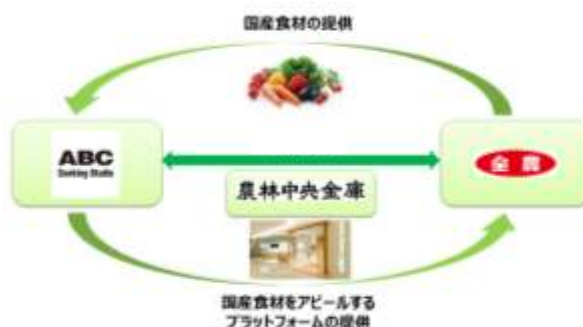 国産食材の提供
ABC
Cooking Studio
全農
農林中央金庫
国産食材をアピールする
プラットフォームの提供